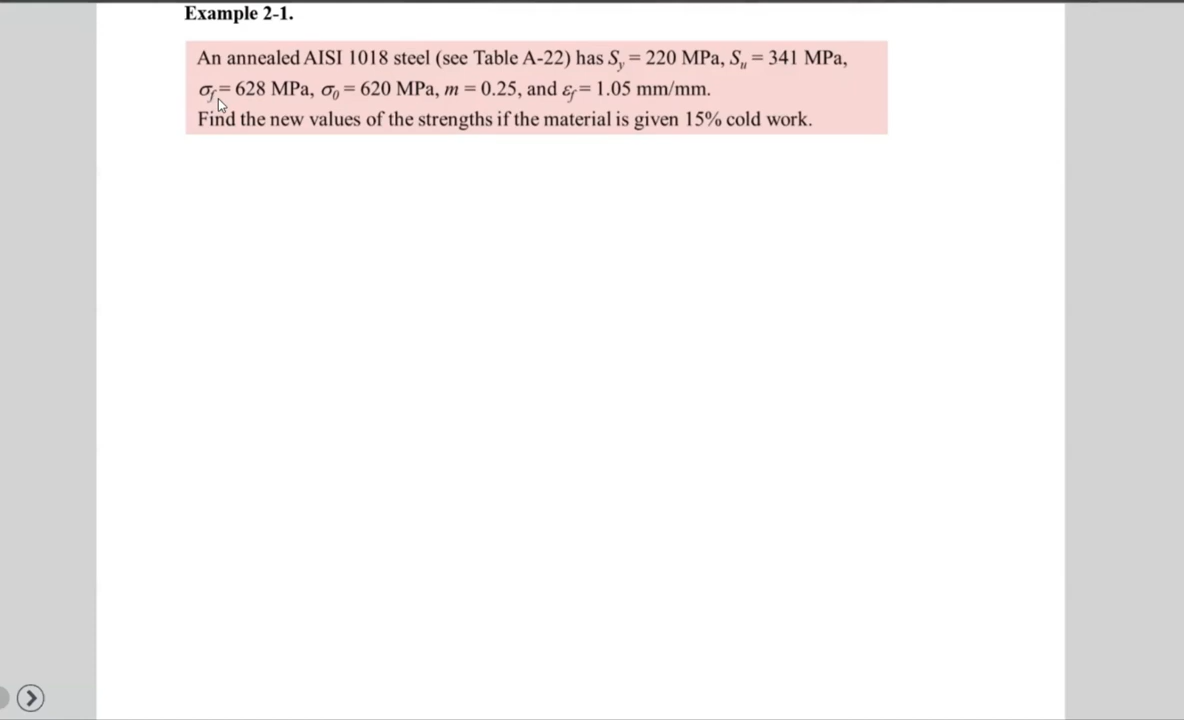 Example 2-1.
An annealed AISI 1018 steel (see Table A-22) has Sy = 220 MPa, Su = 341 MPa,
σf = 628 MPa, σ0 = 620 MPa, m = 0.25, and εf = 1.05 mm/mm.
Find the new values of the strengths if the material is given 15% cold work.